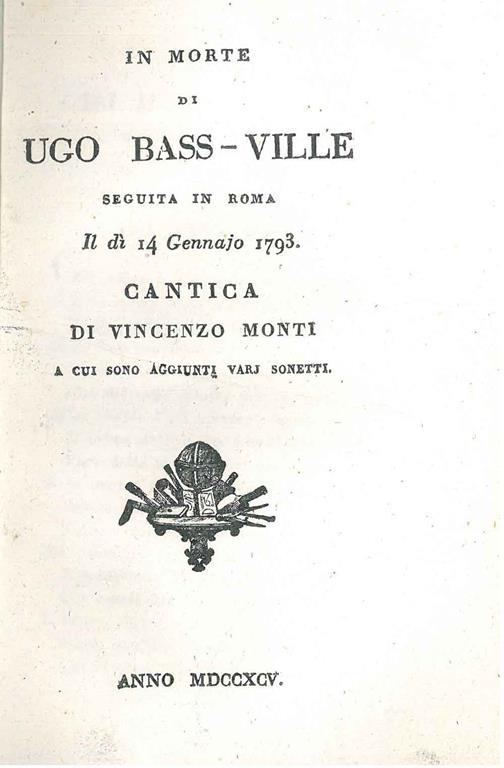 IN MORTE
DI
UGO BASS-VILLE
SEGUITA IN ROMA
Il dì 14 Gennajo 1793.
CANTICA
DI VINCENZO MONTI
A CUI SONO AGGIUNTI VARJ SONETTI.
ANNO MDCCXCV.